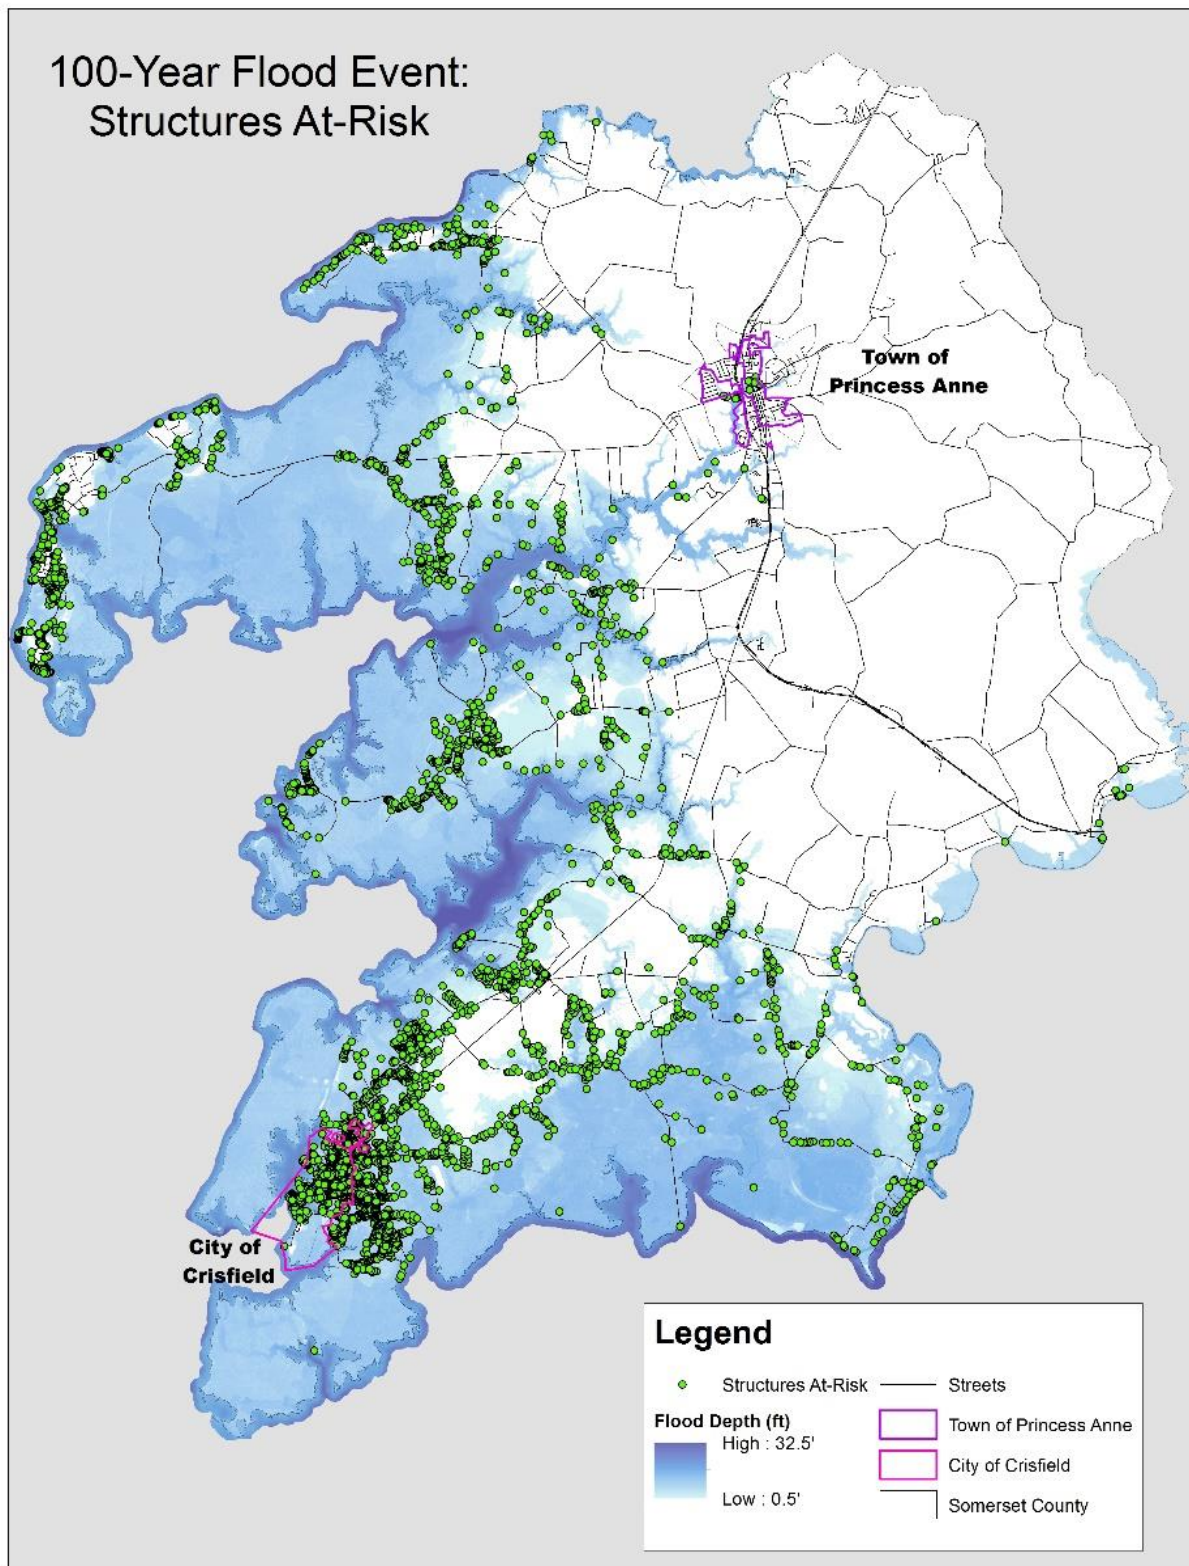 100-Year Flood Event:
Structures At-Risk
Town of
Princess Anne
City of
Crisfield
Legend
Structures At-Risk
Streets
Flood Depth (ft)
High : 32.5'
Low : 0.5'
Town of Princess Anne
City of Crisfield
Somerset County